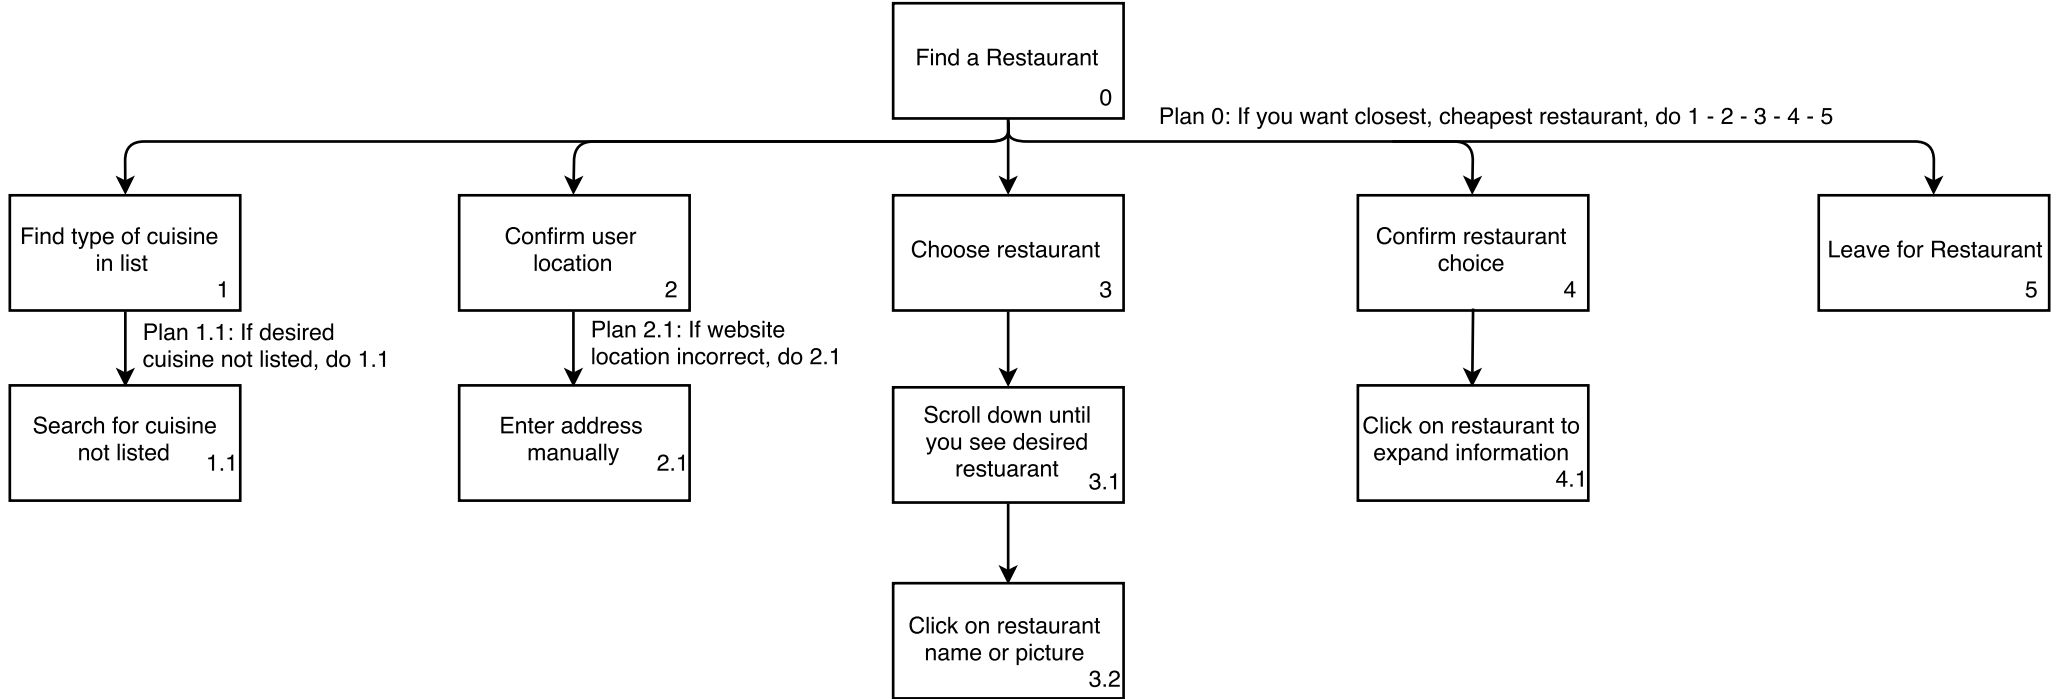 Find a Restaurant
0
Plan 0: If you want closest, cheapest restaurant, do 1 - 2 - 3 - 4 - 5
Find type of cuisine
in list
1
Confirm user
location
2
Choose restaurant
3
Confirm restaurant
choice
4
Leave for Restaurant
5
Plan 1.1: If desired
cuisine not listed, do 1.1
Plan 2.1: If website
location incorrect, do 2.1
Search for cuisine
not listed
1.1
Enter address
manually
2.1
Scroll down until
you see desired
restuarant
3.1
Click on restaurant to
expand information
4.1
Click on restaurant
name or picture
3.2